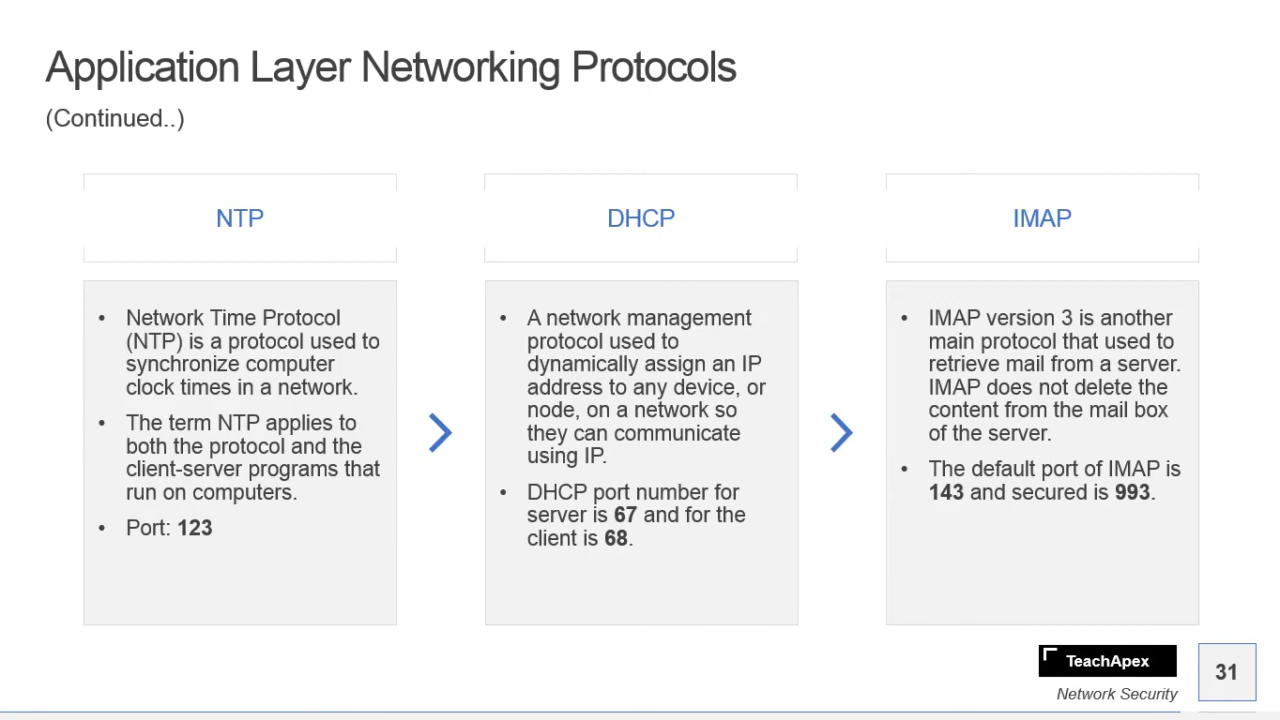 Application Layer Networking Protocols
(Continued..)
NTP
• Network Time Protocol
(NTP) is a protocol used to
synchronize computer
clock times in a network.
• The term NTP applies to
both the protocol and the
client-server programs that
run on computers.
• Port: 123
DHCP
• A network management
protocol used to
dynamically assign an IP
address to any device, or
node, on a network so
they can communicate
using IP.
• DHCP port number for
server is 67 and for the
client is 68.
IMAP
• IMAP version 3 is another
main protocol that used to
retrieve mail from a server.
IMAP does not delete the
content from the mail box
of the server.
• The default port of IMAP is
143 and secured is 993.
TeachApex
Network Security
31